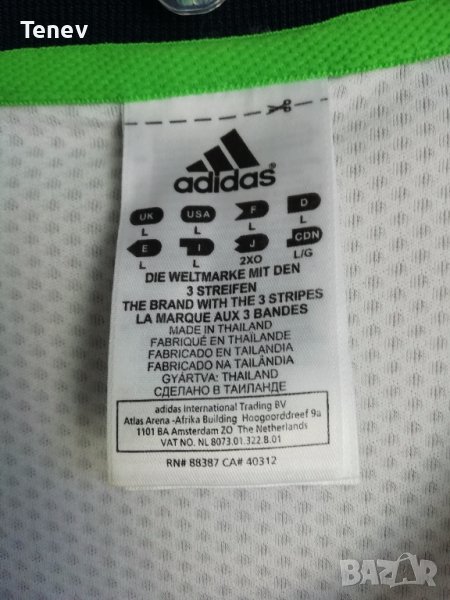 Tenev
adidas
UK USA F D
L L L L
E I J CDN
L L 2XO L/G
DIE WELTMARKE MIT DEN
3 STREIFEN
THE BRAND WITH THE 3 STRIPES
LA MARQUE AUX 3 BANDES
MADE IN THAILAND
FABRIQUÉ EN THAÏLANDE
FABRICADO EN TAILANDIA
FABRICADO NA TAILÂNDIA
GYÁRTVA: THAILAND
СДЕЛАНО В ТАИЛАНДЕ
adidas International Trading BV
Atlas Arena -Afrika Building Hoogoorddreef 9a
1101 BA Amsterdam ZO The Netherlands
VAT NO. NL 8073.01.322.B.01
RN# 88387 CA# 40312
BAZAR